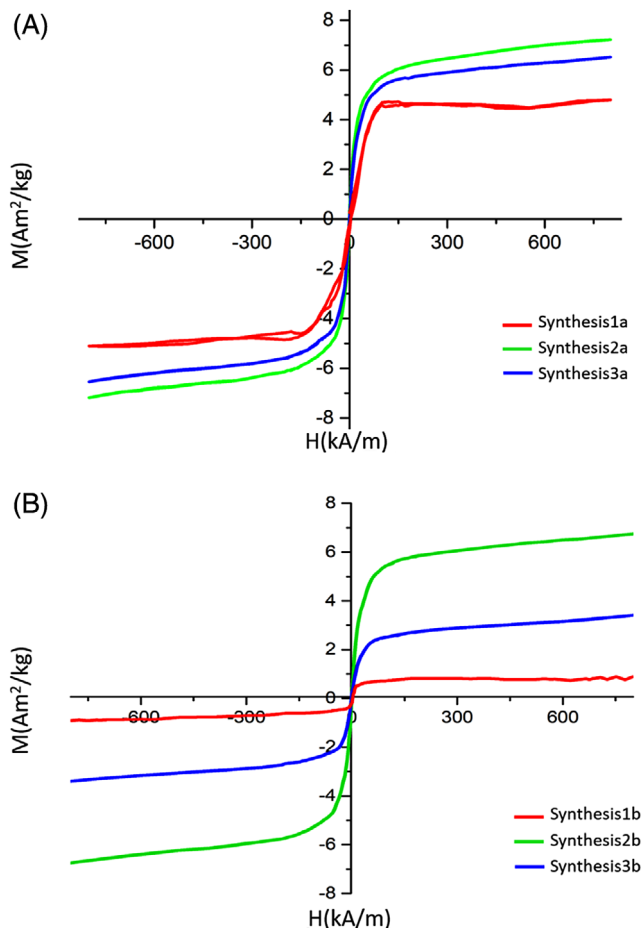 (A)
8
6
4
2
0
-600
-300
0
300
600
-2
-4
-6
-8
M(Am²/kg)
H(kA/m)
Synthesis1a
Synthesis2a
Synthesis3a
(B)
8
6
4
2
0
-600
-300
0
300
600
-2
-4
-6
-8
M(Am²/kg)
H(kA/m)
Synthesis1b
Synthesis2b
Synthesis3b